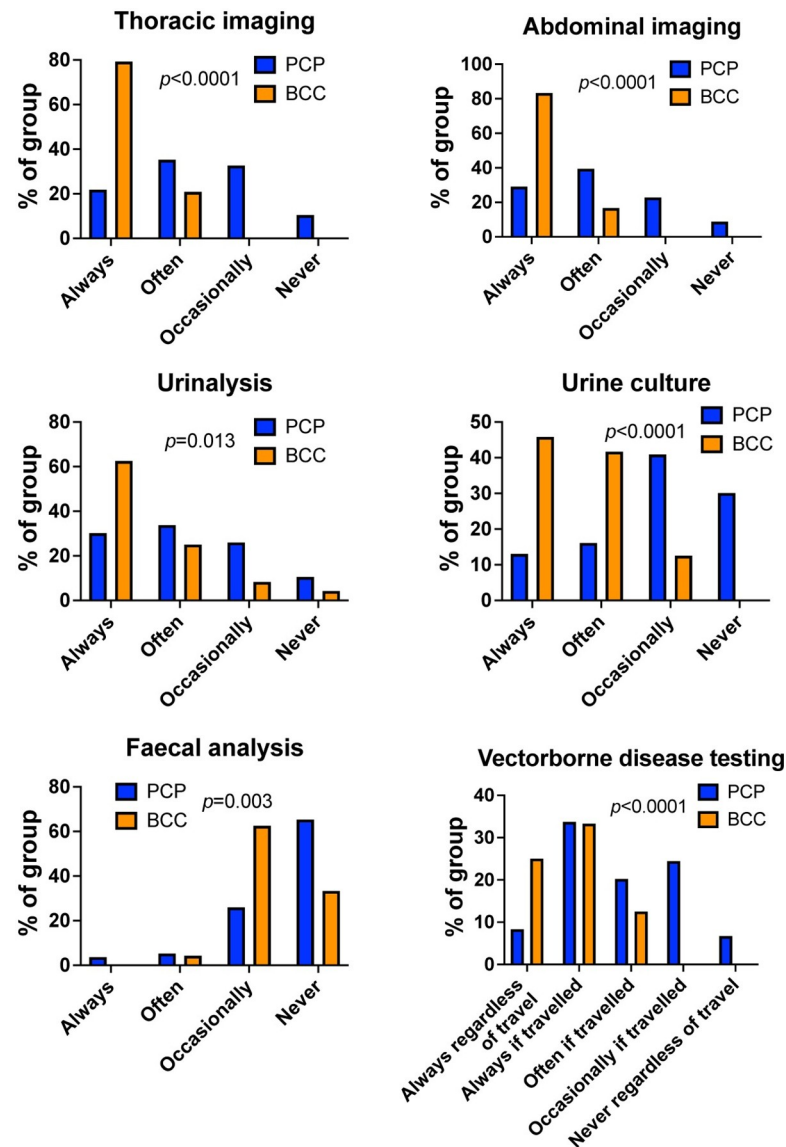 Thoracic imaging
% of group
80
60
40
20
0
p<0.0001
PCP
BCC
Always
Often
Occasionally
Never
Abdominal imaging
% of group
100
80
60
40
20
0
p<0.0001
PCP
BCC
Always
Often
Occasionally
Never
Urinalysis
% of group
80
60
40
20
0
p=0.013
PCP
BCC
Always
Often
Occasionally
Never
Urine culture
% of group
50
40
30
20
10
0
p<0.0001
PCP
BCC
Always
Often
Occasionally
Never
Faecal analysis
% of group
80
60
40
20
0
PCP
BCC
p=0.003
Always
Often
Occasionally
Never
Vectorborne disease testing
% of group
40
30
20
10
0
p<0.0001
PCP
BCC
Always regardless
of travel
Always if travelled
Often if travelled
Occasionally if travelled
Never regardless of travel